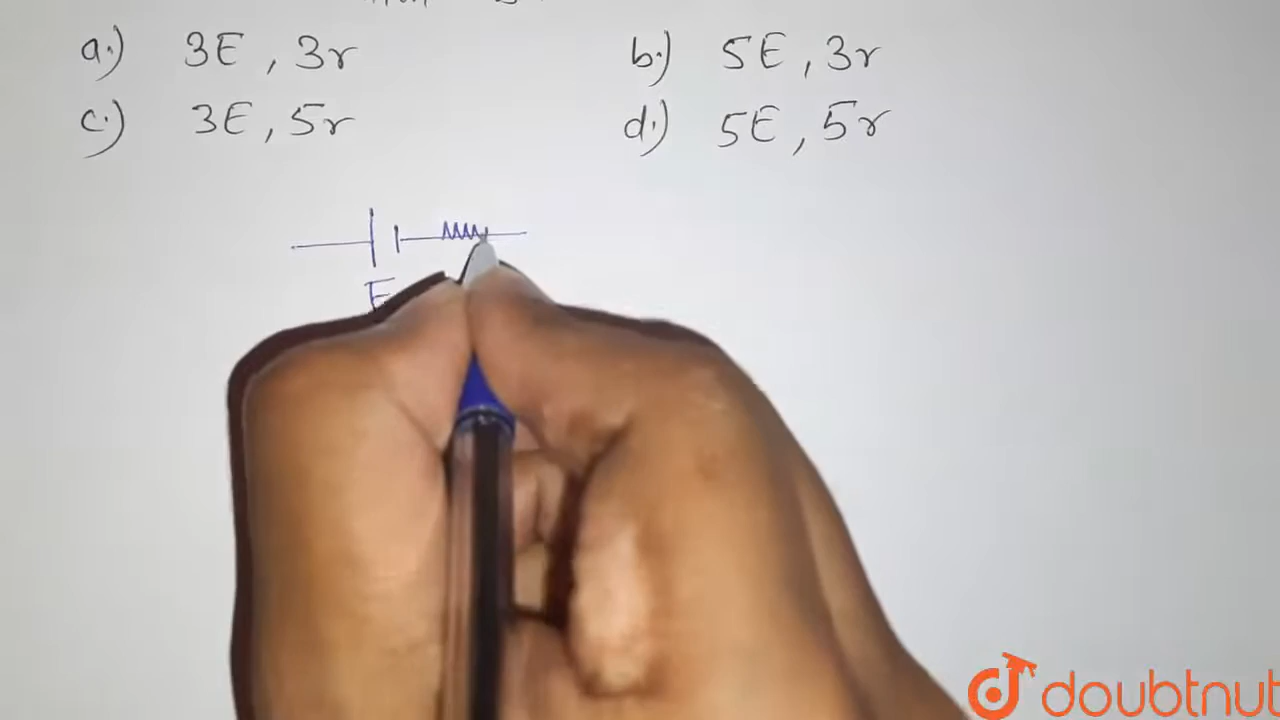 a.) 3E, 3r
b.) 5E, 3r
c.) 3E, 5r
d.) 5E, 5r
E
doubtnut